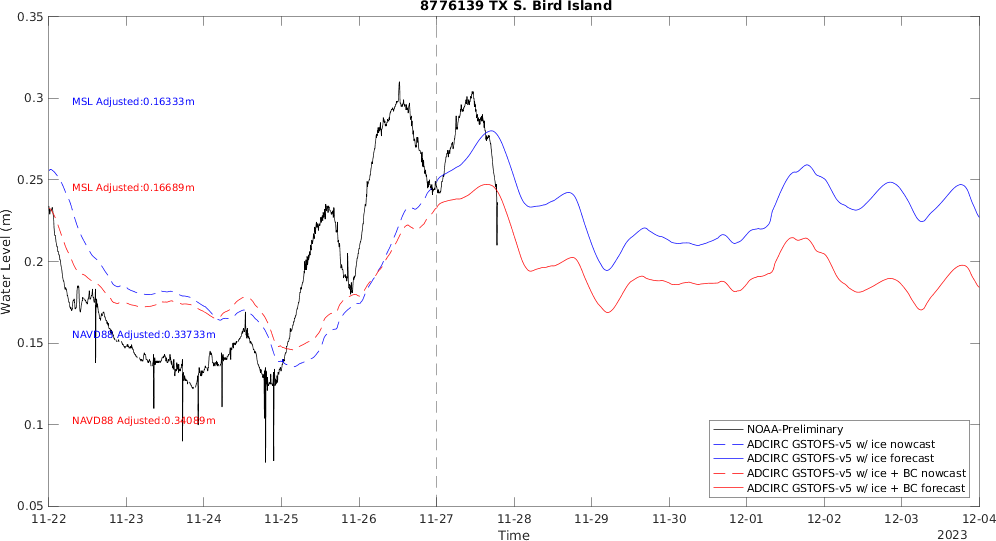 8776139 TX S. Bird Island
0.35
0.3
0.25
0.2
0.15
0.1
0.05
Water Level (m)
MSL Adjusted:0.16333m
MSL Adjusted:0.16689m
NAVD88 Adjusted:0.33733m
NAVD88 Adjusted:0.34089m
NOAA-Preliminary
ADCIRC GSTOFS-v5 w/ ice nowcast
ADCIRC GSTOFS-v5 w/ ice forecast
ADCIRC GSTOFS-v5 w/ ice + BC nowcast
ADCIRC GSTOFS-v5 w/ ice + BC forecast
11-22 11-23 11-24 11-25 11-26 11-27 11-28 11-29 11-30 12-01 12-02 12-03 12-04
Time
2023